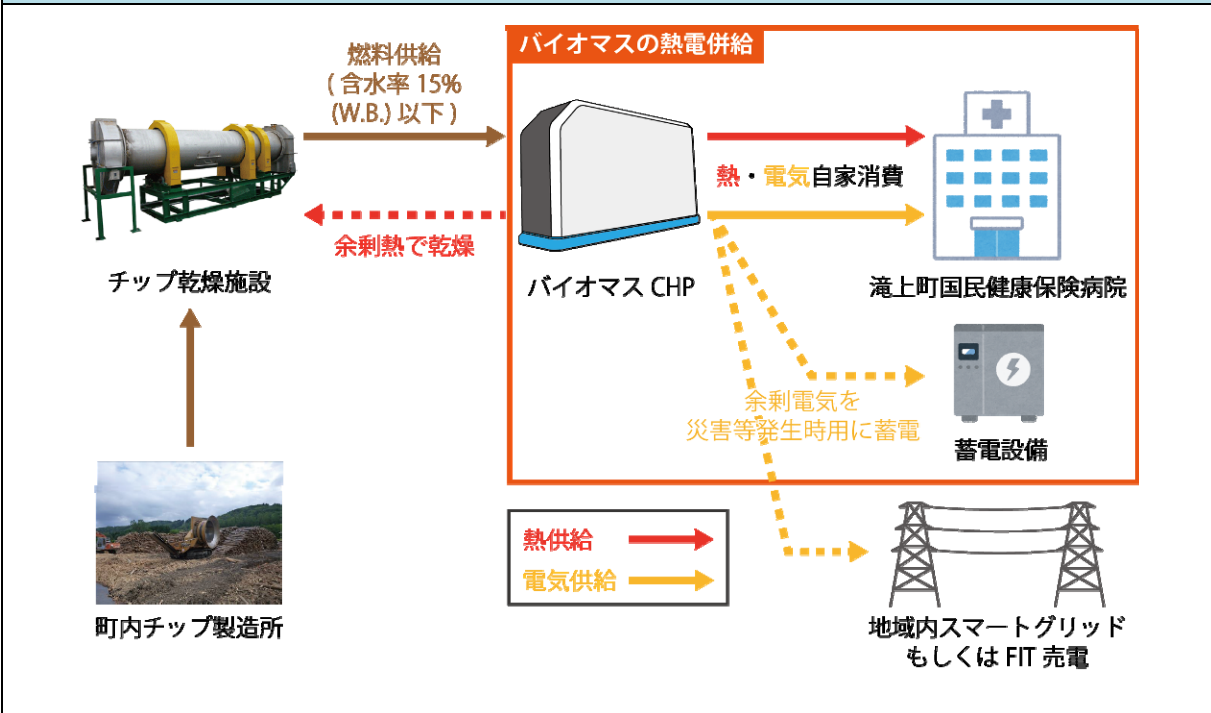 バイオマスの熱電併給
燃料供給
(含水率 15%
(W.B.) 以下)
熱・電気自家消費
余剰熱で乾燥
チップ乾燥施設
バイオマス CHP
滝上町国民健康保険病院
余剰電気を
災害等発生時用に蓄電
蓄電設備
熱供給
電気供給
町内チップ製造所
地域内スマートグリッド
もしくは FIT 売電